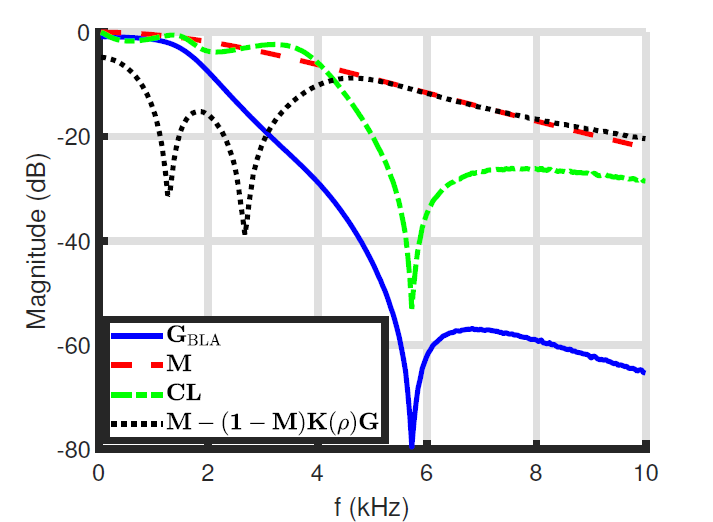 0
-20
-40
-60
-80
Magnitude (dB)
G_BLA
M
CL
M − (1 − M)K(ρ)G
0 2 4 6 8 10
f (kHz)